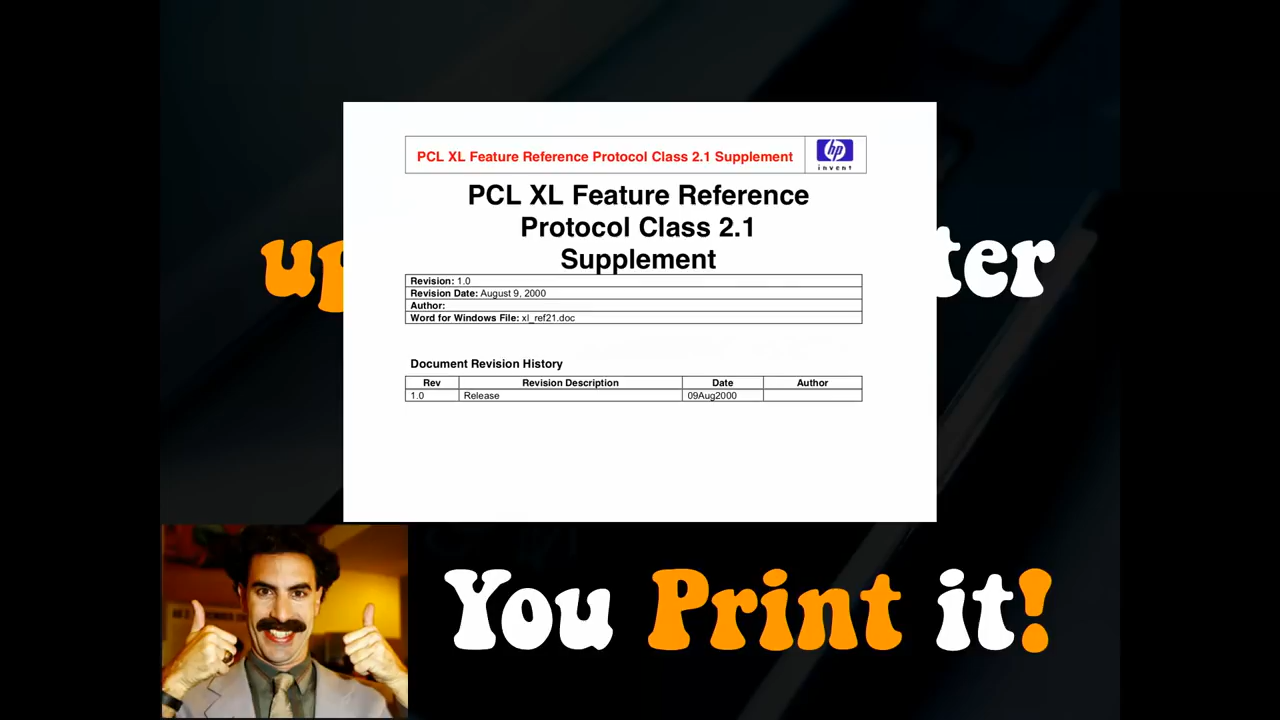 PCL XL Feature Reference Protocol Class 2.1 Supplement
hp
invent
PCL XL Feature Reference
Protocol Class 2.1
Supplement
Revision: 1.0
Revision Date: August 9, 2000
Author:
Word for Windows File: xl_ref21.doc
Document Revision History
Rev Revision Description Date Author
1.0 Release 09Aug2000
You Print it!